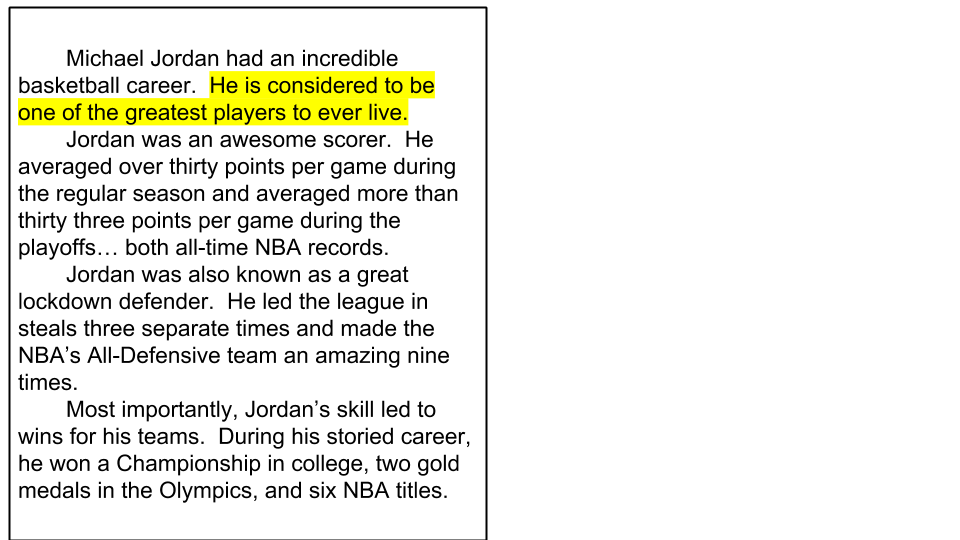 Michael Jordan had an incredible
basketball career.  He is considered to be
one of the greatest players to ever live.
Jordan was an awesome scorer.  He
averaged over thirty points per game during
the regular season and averaged more than
thirty three points per game during the
playoffs… both all-time NBA records.
Jordan was also known as a great
lockdown defender.  He led the league in
steals three separate times and made the
NBA’s All-Defensive team an amazing nine
times.
Most importantly, Jordan’s skill led to
wins for his teams.  During his storied career,
he won a Championship in college, two gold
medals in the Olympics, and six NBA titles.